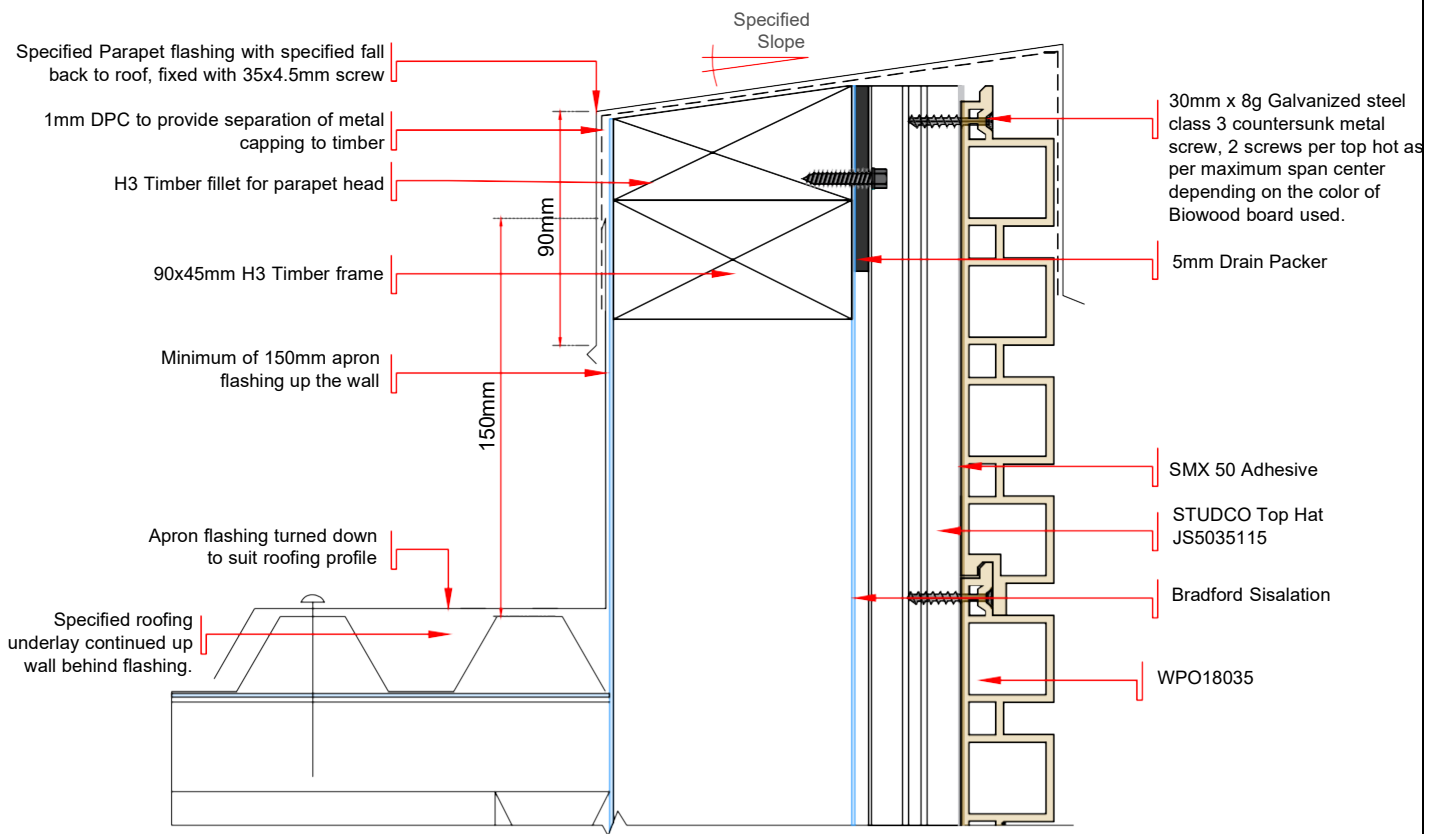 Specified
Slope
Specified Parapet flashing with specified fall
back to roof, fixed with 35x4.5mm screw
1mm DPC to provide separation of metal
capping to timber
H3 Timber fillet for parapet head
90mm
90x45mm H3 Timber frame
Minimum of 150mm apron
flashing up the wall
150mm
Apron flashing turned down
to suit roofing profile
Specified roofing
underlay continued up
wall behind flashing.
30mm x 8g Galvanized steel
class 3 countersunk metal
screw, 2 screws per top hot as
per maximum span center
depending on the color of
Biowood board used.
5mm Drain Packer
SMX 50 Adhesive
STUDCO Top Hat
JS5035115
Bradford Sisalation
WPO18035